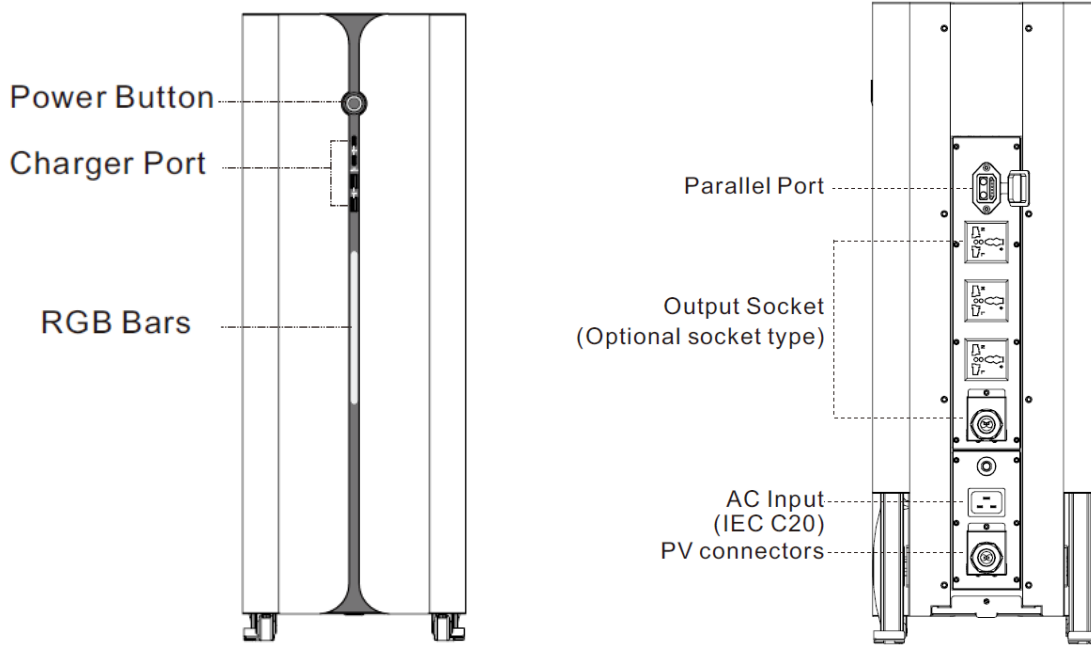 Power Button
Charger Port
RGB Bars
Parallel Port
Output Socket
(Optional socket type)
AC Input
(IEC C20)
PV connectors